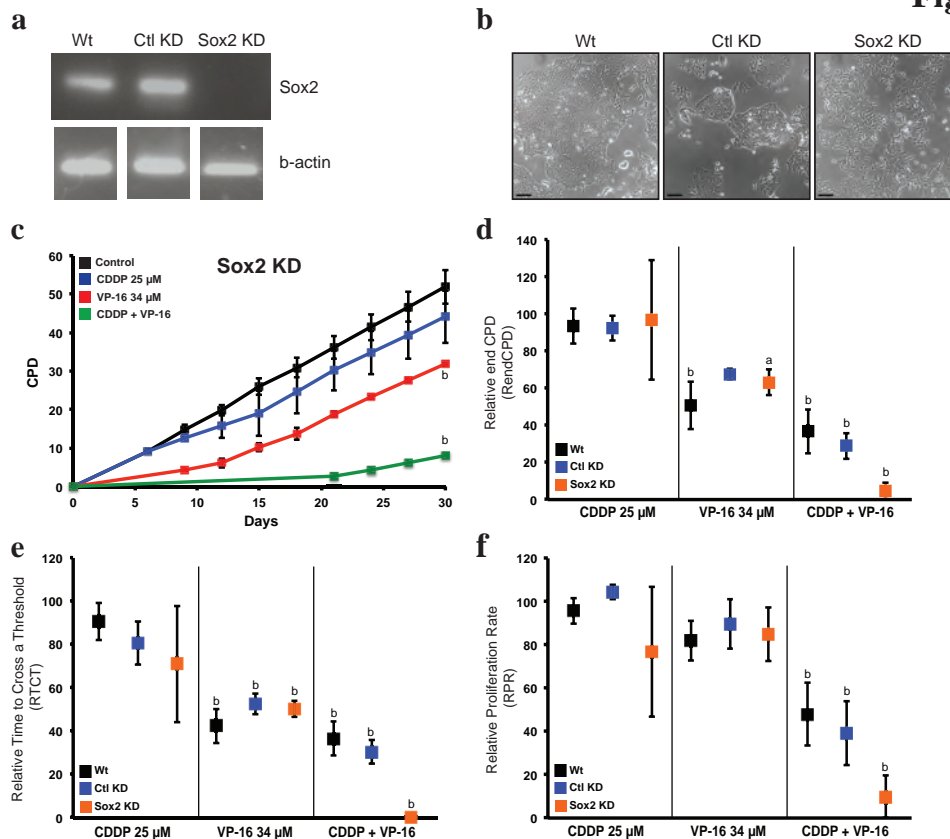 Fig
a
Wt Ctl KD Sox2 KD
Sox2
b-actin
b
Wt Ctl KD Sox2 KD
c
Sox2 KD
Control
CDDP 25 µM
VP-16 34 µM
CDDP + VP-16
CPD
60
50
40
30
20
10
0
b
b
0 5 10 15 20 25 30
Days
d
Relative end CPD
(RendCPD)
140
120
100
80
60
40
20
0
b a b b b
Wt
Ctl KD
Sox2 KD
CDDP 25 µM VP-16 34 µM CDDP + VP-16
e
Relative Time to Cross a Threshold
(RTCT)
120
100
80
60
40
20
0
b b b b b b
Wt
Ctl KD
Sox2 KD
CDDP 25 µM VP-16 34 µM CDDP + VP-16
f
Relative Proliferation Rate
(RPR)
120
100
80
60
40
20
0
b b b
Wt
Ctl KD
Sox2 KD
CDDP 25 µM VP-16 34 µM CDDP + VP-16